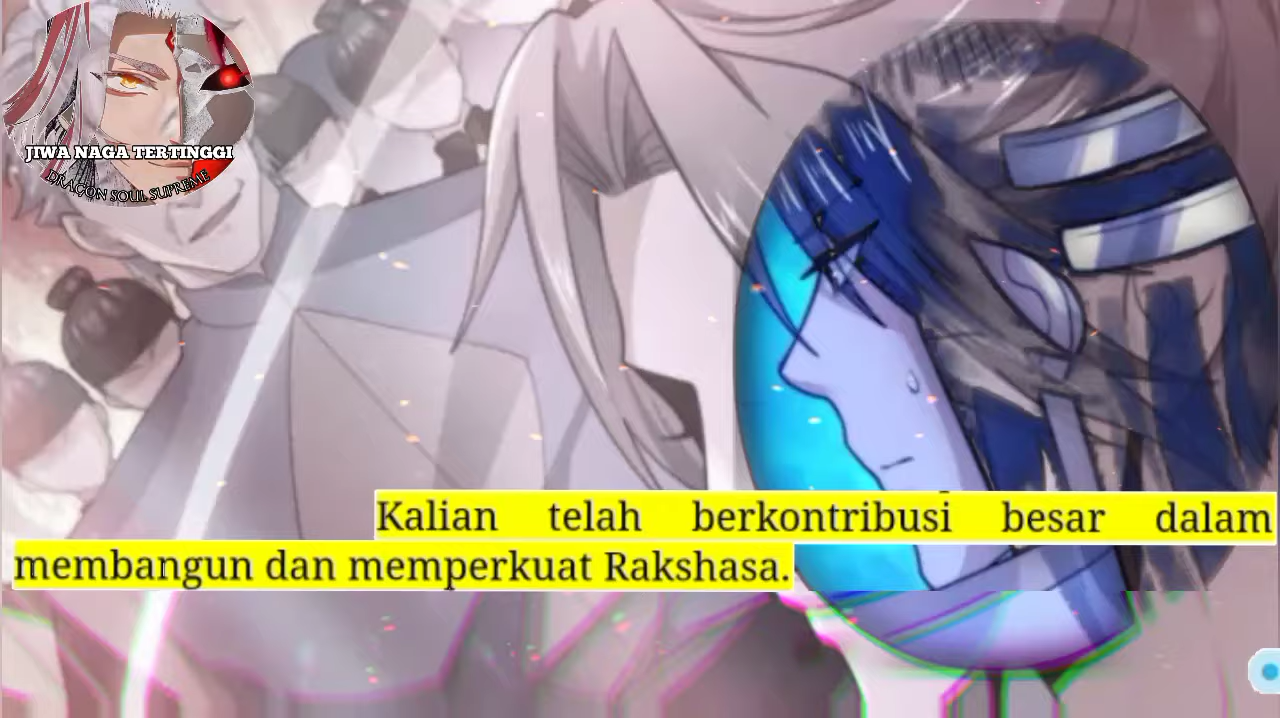 JIWA NAGA TERTINGGI
DRAGON SOUL SUPREME
Kalian telah berkontribusi besar dalam
membangun dan memperkuat Rakshasa.